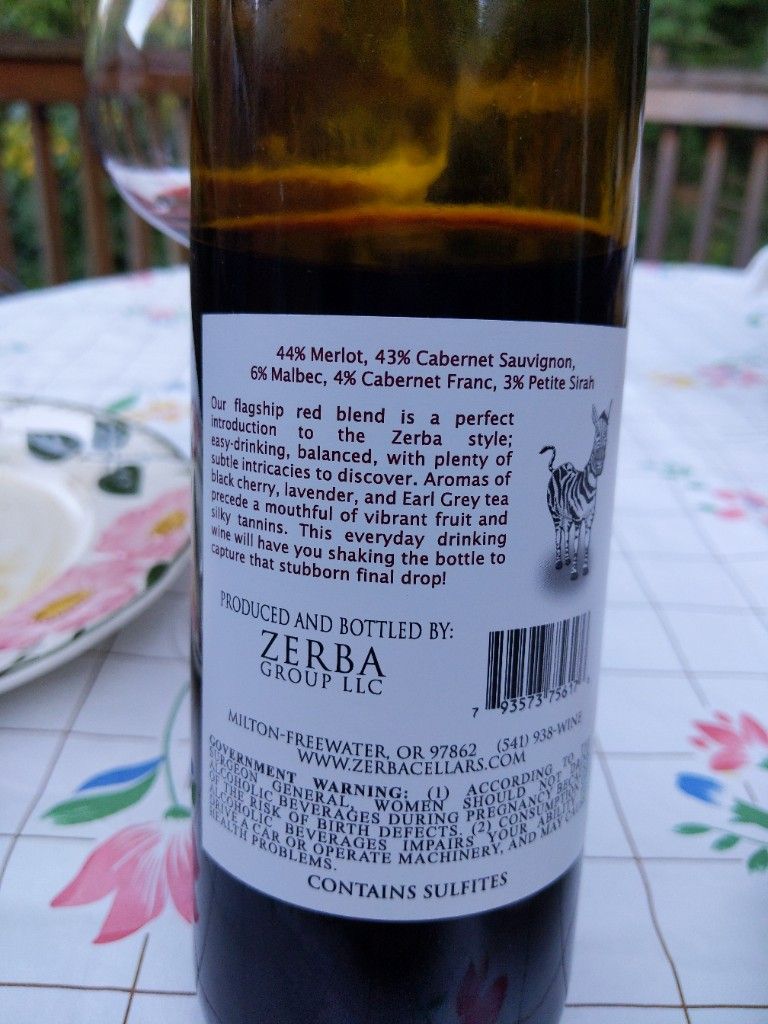 44% Merlot, 43% Cabernet Sauvignon,
6% Malbec, 4% Cabernet Franc, 3% Petite Sirah
Our flagship red blend is a perfect
introduction to the Zerba style;
easy-drinking, balanced, with plenty of
subtle intricacies to discover. Aromas of
black cherry, lavender, and Earl Grey tea
precede a mouthful of vibrant fruit and
silky tannins. This everyday drinking
wine will have you shaking the bottle to
capture that stubborn final drop!
PRODUCED AND BOTTLED BY:
ZERBA
GROUP LLC
7 93573 7561
MILTON-FREEWATER, OR 97862 (541) 938-WINE
WWW.ZERBACELLARS.COM
GOVERNMENT WARNING: (1) ACCORDING TO
SURGEON GENERAL, WOMEN SHOULD NOT
ALCOHOLIC BEVERAGES DURING PREGNANCY
OF THE RISK OF BIRTH DEFECTS. (2)
ALCOHOLIC BEVERAGES IMPAIRS YOUR
DRIVE A CAR OR OPERATE MACHINERY, AND MAY
HEALTH PROBLEMS.
CONTAINS SULFITES